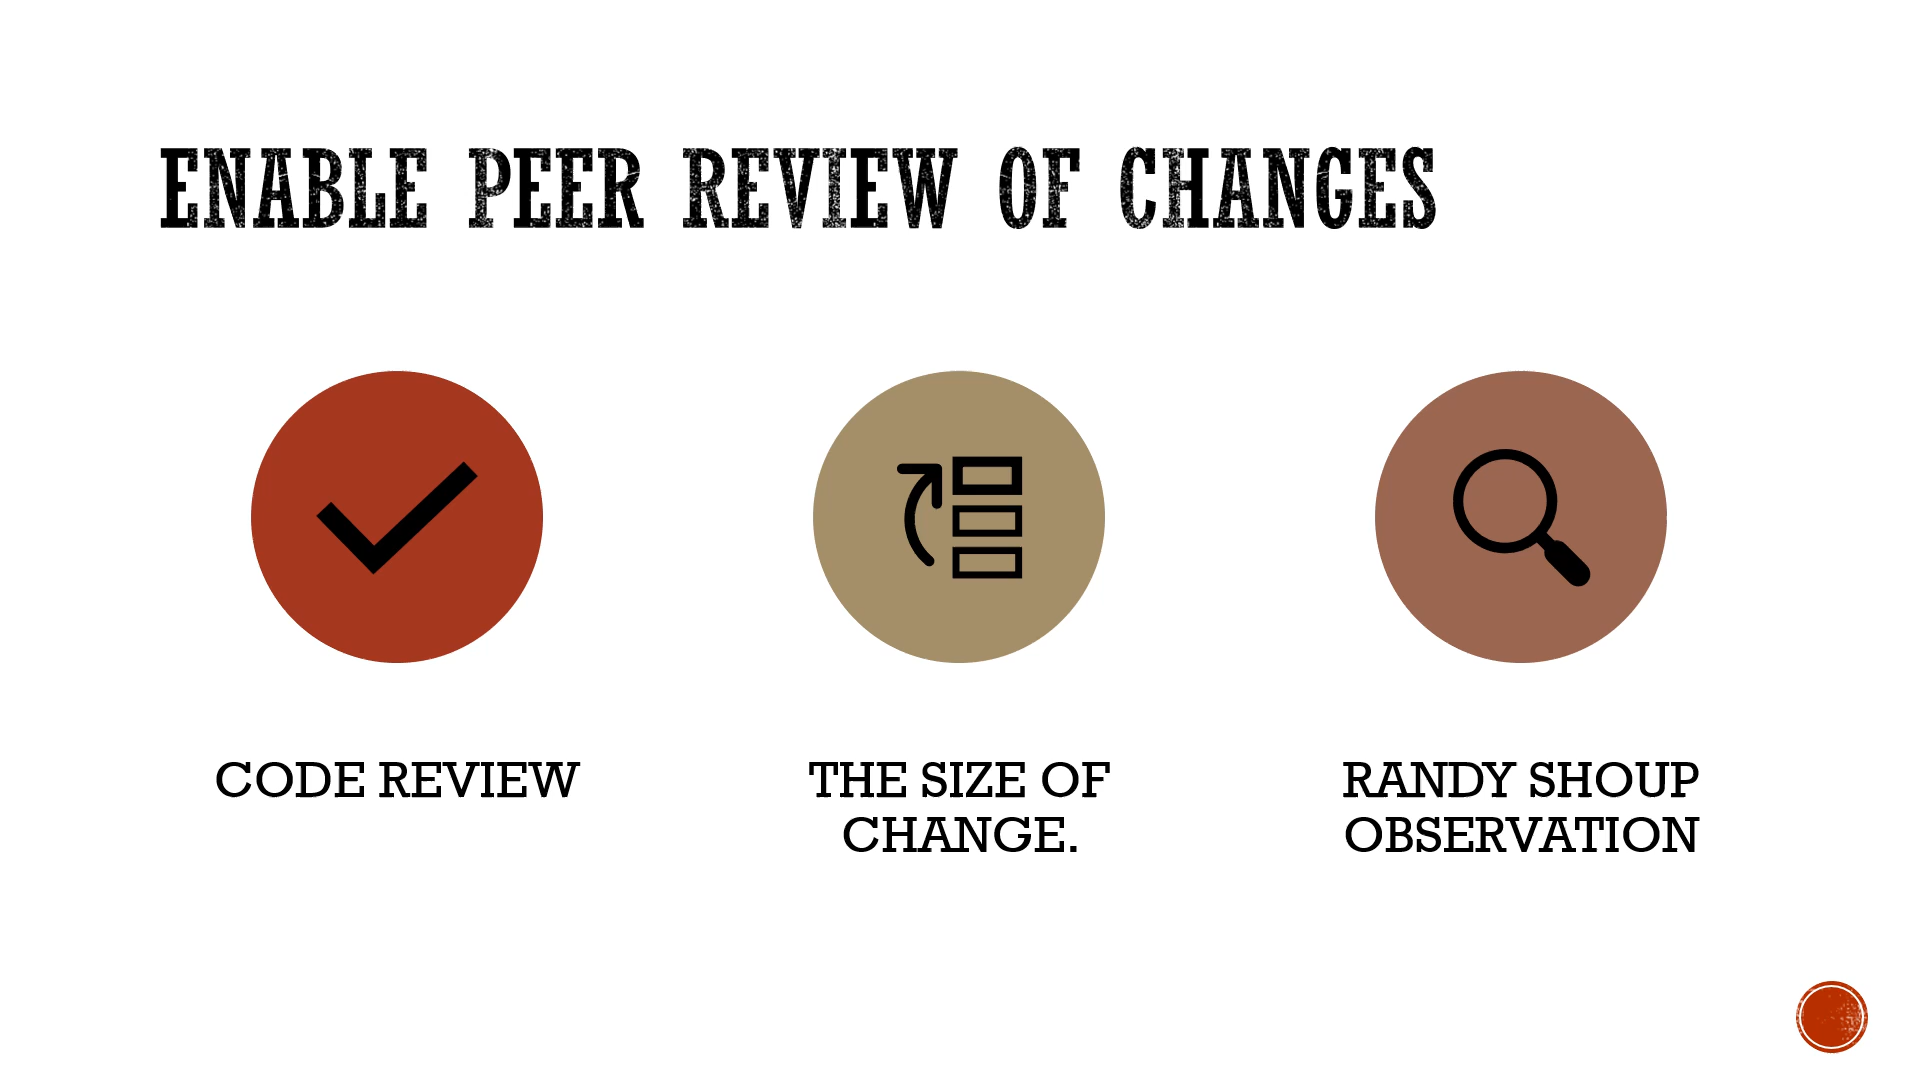 ENABLE PEER REVIEW OF CHANGES
CODE REVIEW
THE SIZE OF
CHANGE.
RANDY SHOUP
OBSERVATION